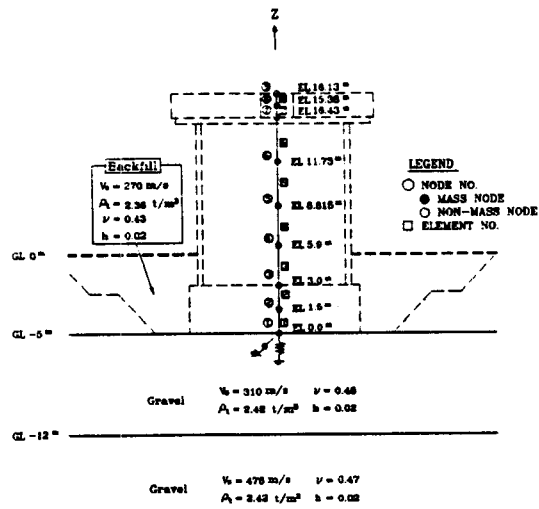 Z
EL 16.13 m
EL 15.38 m
EL 16.43 m
EL 11.73 m
EL 8.815 m
EL 5.9 m
EL 3.0 m
EL 1.5 m
EL 0.0 m
Backfill
Vs = 270 m/s
ρt = 2.36 t/m³
ν = 0.43
h = 0.02
LEGEND
NODE NO.
MASS NODE
NON-MASS NODE
ELEMENT NO.
GL 0 m
GL -5 m
Gravel
Vs = 310 m/s ν = 0.46
ρt = 2.42 t/m³ h = 0.02
GL -12 m
Gravel
Vs = 475 m/s ν = 0.47
ρt = 2.42 t/m³ h = 0.02